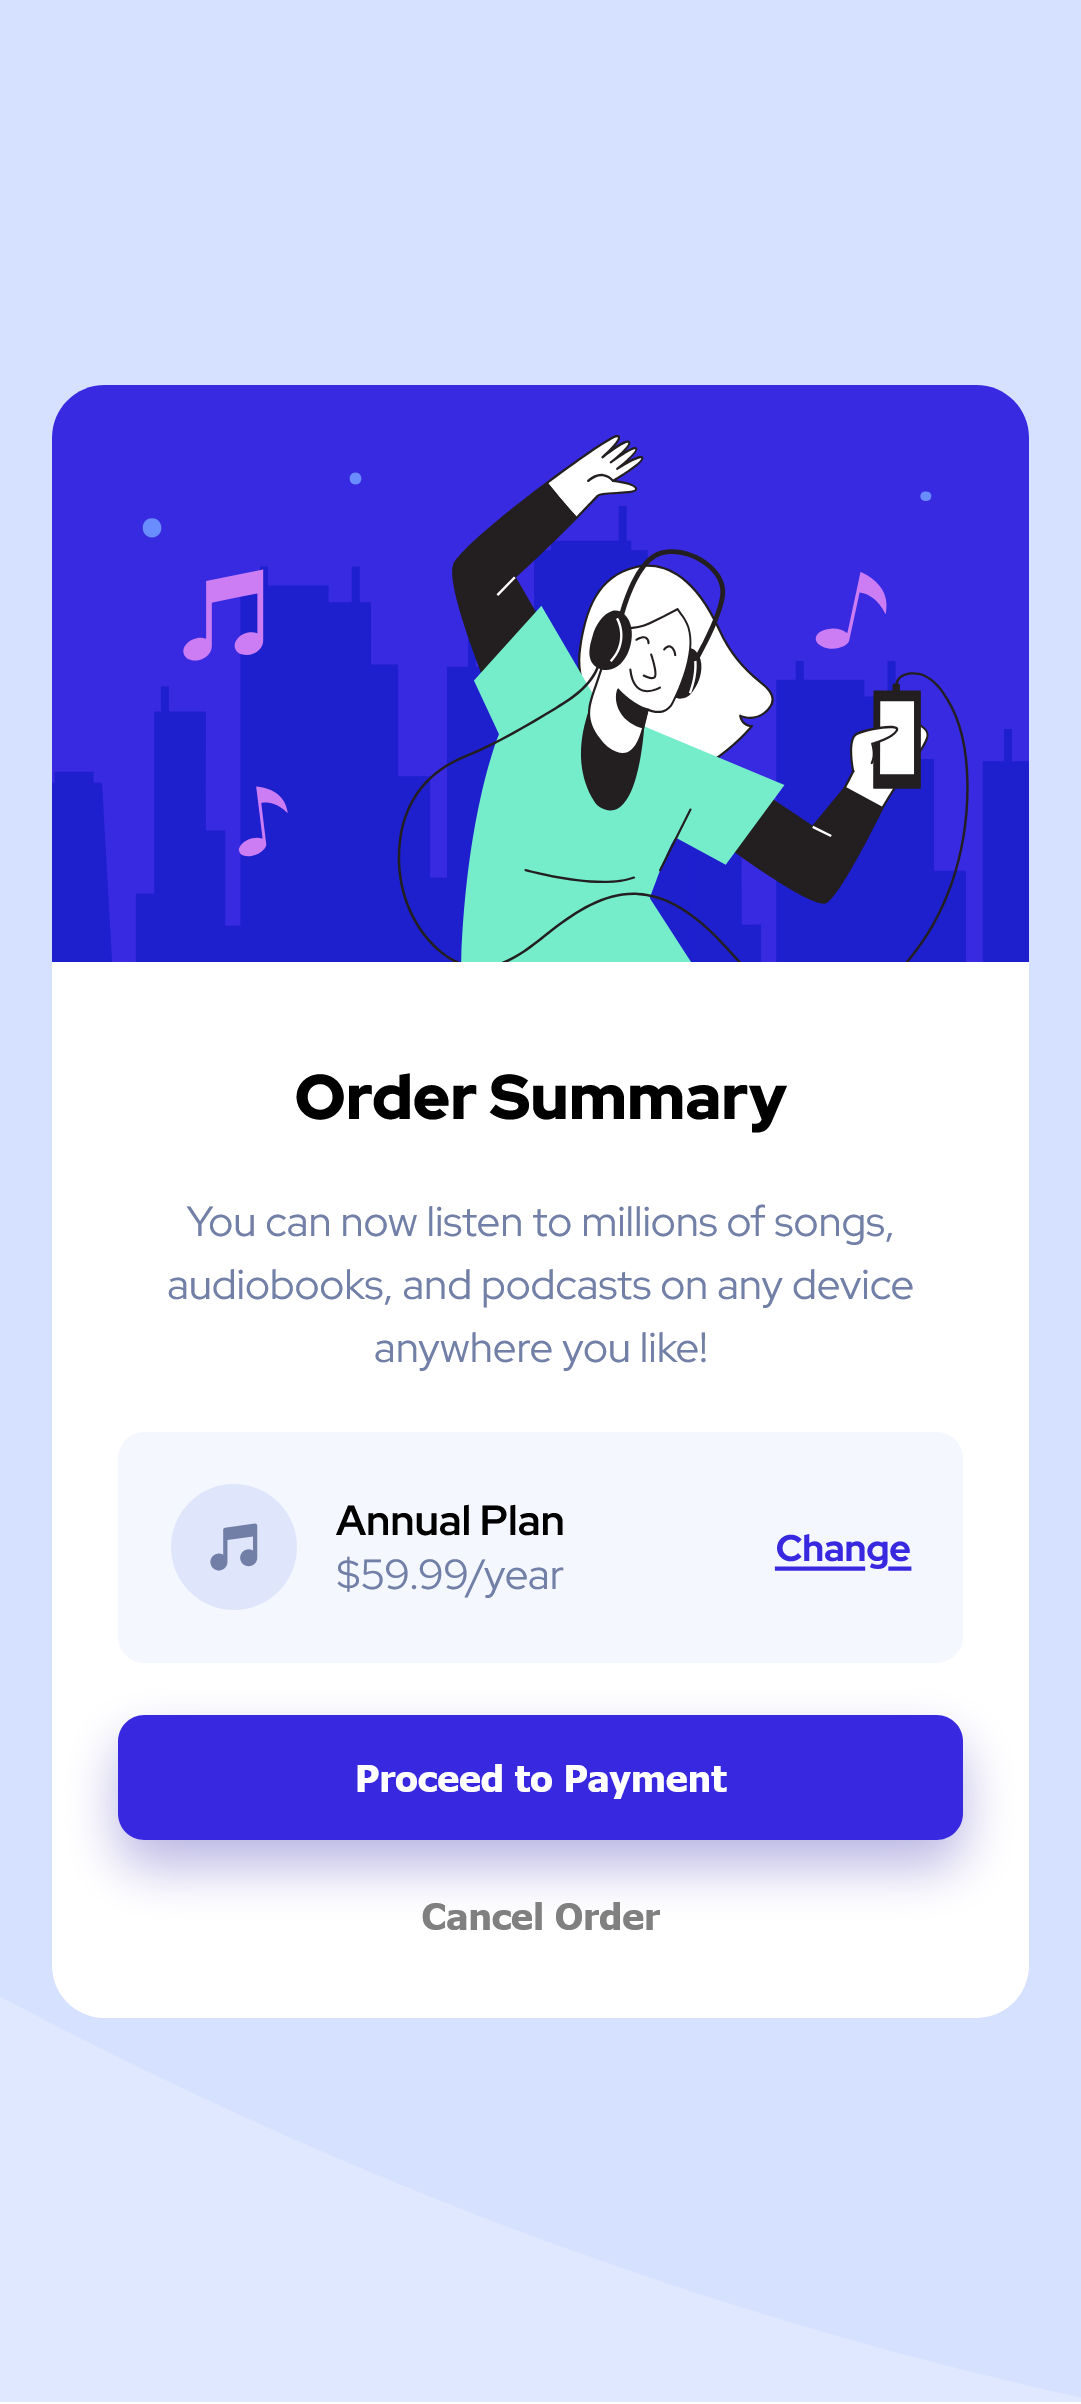 Order Summary
You can now listen to millions of songs,
audiobooks, and podcasts on any device
anywhere you like!
Annual Plan
$59.99/year
Change
Proceed to Payment
Cancel Order